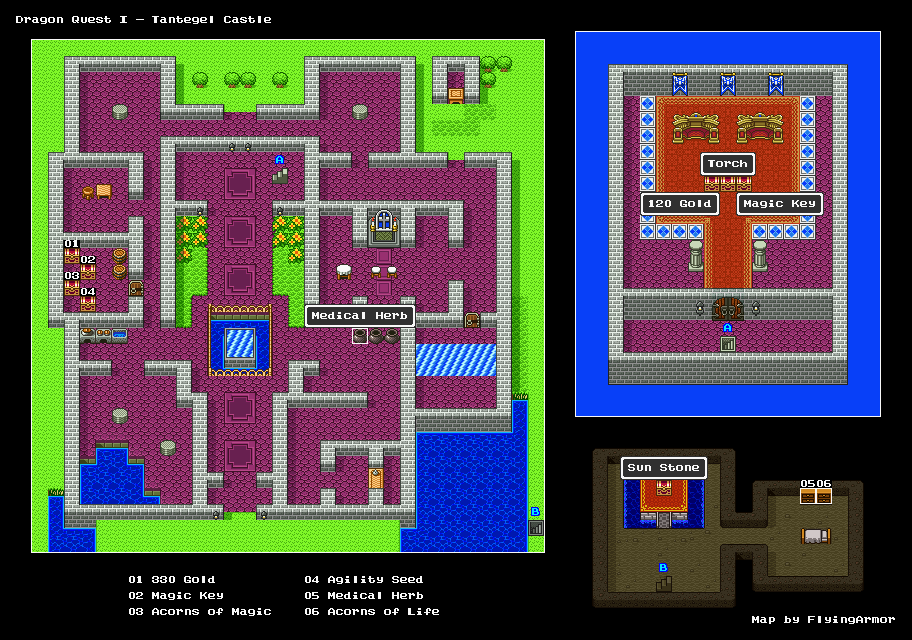 Dragon Quest I – Tantegel Castle
A
Torch
120 Gold
Magic Key
01
02
03
04
Medical Herb
A
Sun Stone
05 06
B
B
01 330 Gold
02 Magic Key
03 Acorns of Magic
04 Agility Seed
05 Medical Herb
06 Acorns of Life
Map by FlyingArmor